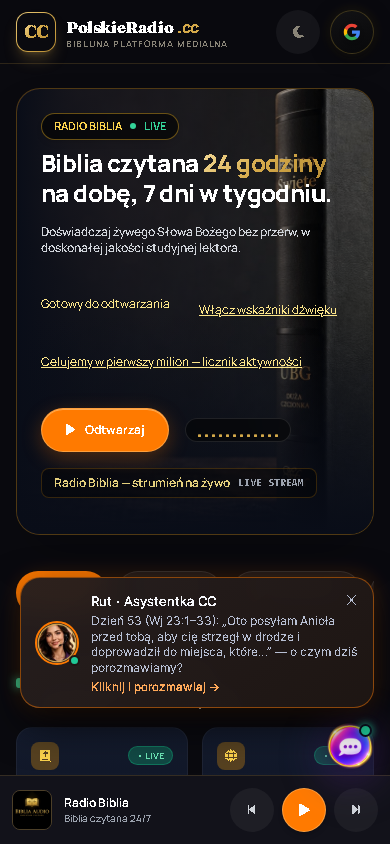 CC PolskieRadio .cc
BIBLIJNA PLATFORMA MEDIALNA
RADIO BIBLIA • LIVE
Biblia czytana 24 godziny
na dobę, 7 dni w tygodniu.
Święte
Doświadczaj żywego Słowa Bożego bez przerw, w
doskonałej jakości studyjnej lektora.
Gotowy do odtwarzania
Włącz wskaźniki dźwięku
Celujemy w pierwszy milion — licznik aktywności
UBG
DUŻA
CZCIONKA
Odtwarzaj
Radio Biblia — strumień na żywo LIVE STREAM
Rut · Asystentka CC
Dzień 53 (Wj 23:1–33): „Oto posyłam Anioła
przed tobą, aby cię strzegł w drodze i
doprowadził do miejsca, które...” — o czym dziś
porozmawiamy?
Kliknij i porozmawiaj →
• LIVE
Radio Biblia
Biblia czytana 24/7